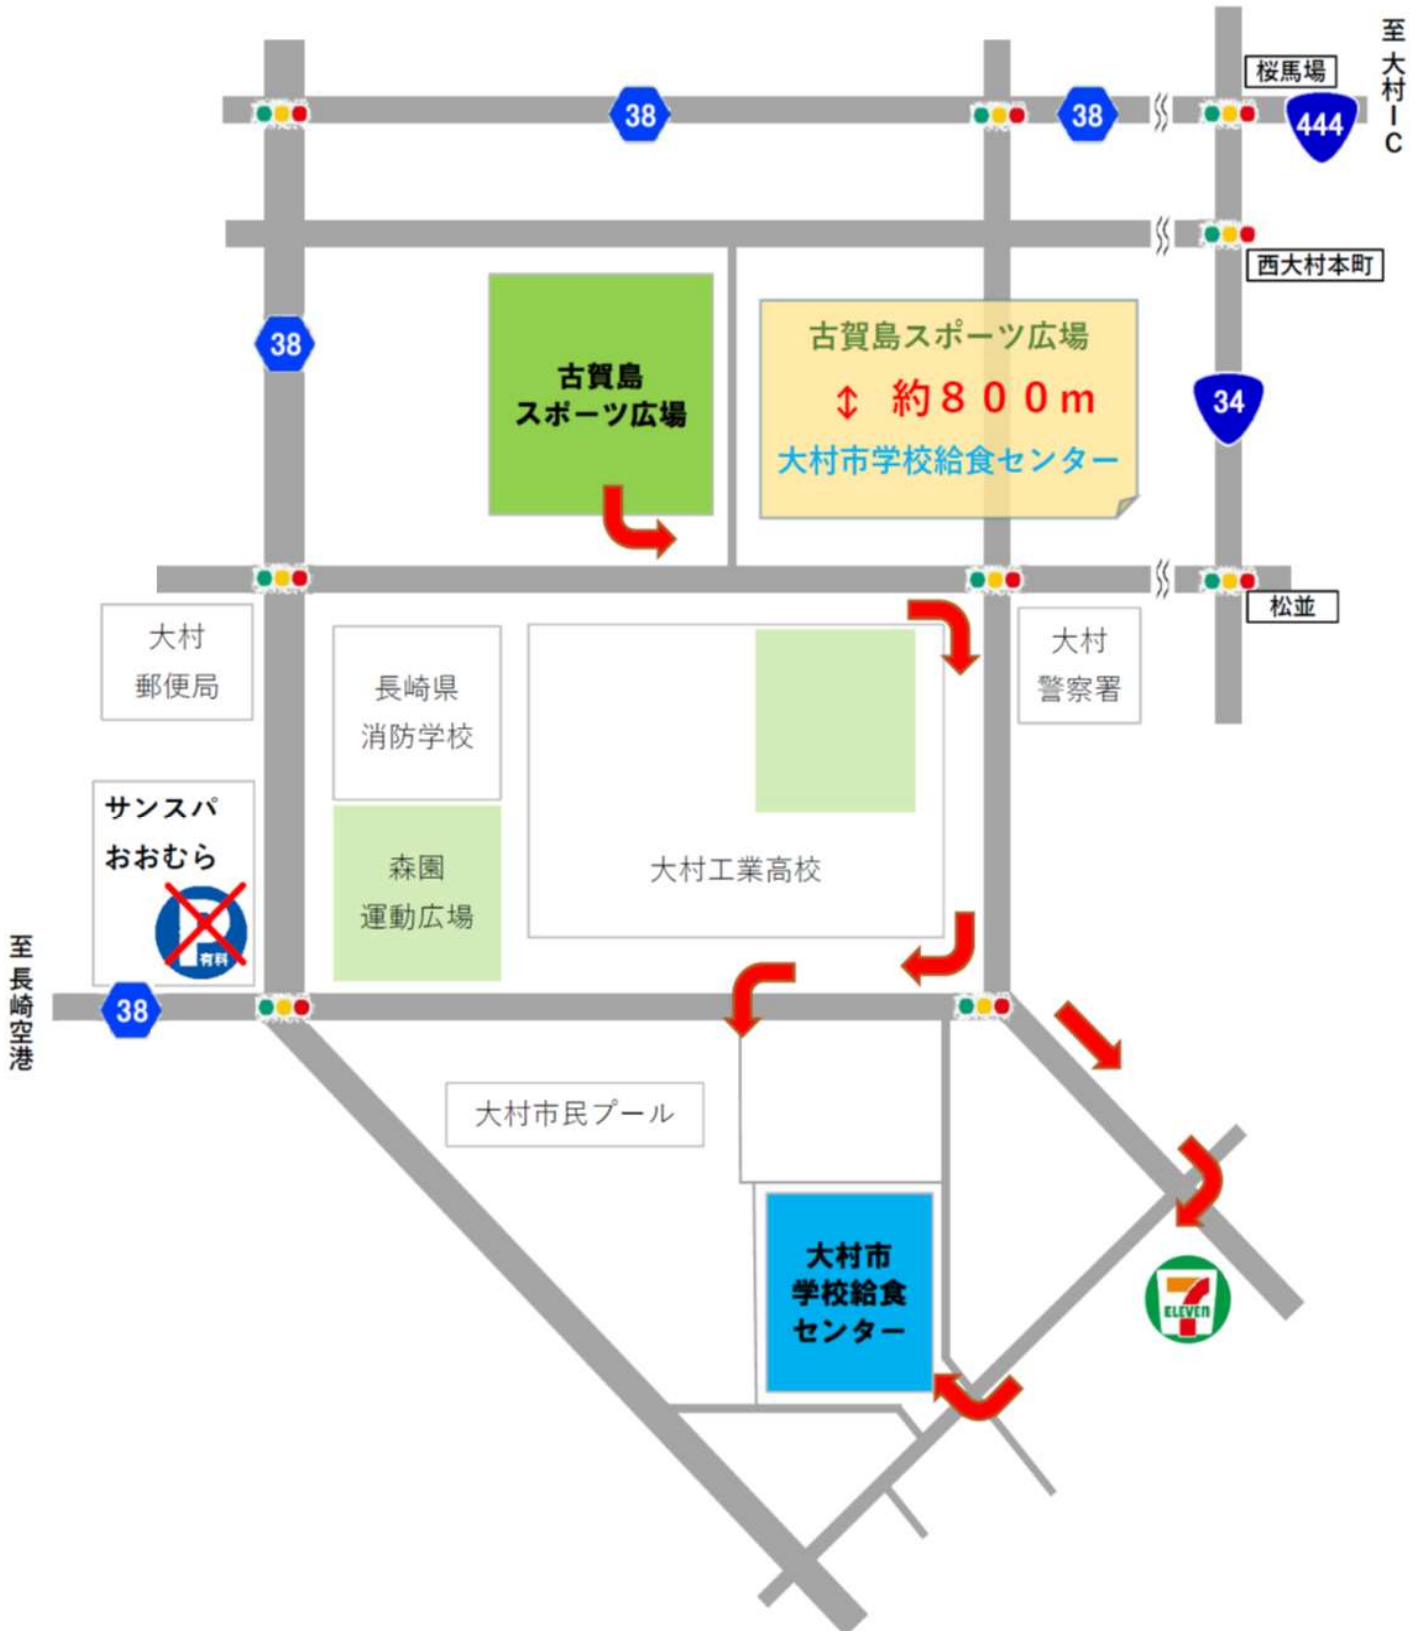 至 大村IC
桜馬場
38
38
444
西大村本町
38
古賀島
スポーツ広場
古賀島スポーツ広場
↕ 約８００ｍ
大村市学校給食センター
34
松並
大村
郵便局
長崎県
消防学校
大村
警察署
サンスパ
おおむら
P
有料
森園
運動広場
大村工業高校
至 長崎空港
38
大村市民プール
大村市
学校給食
センター
7
ELEVEn